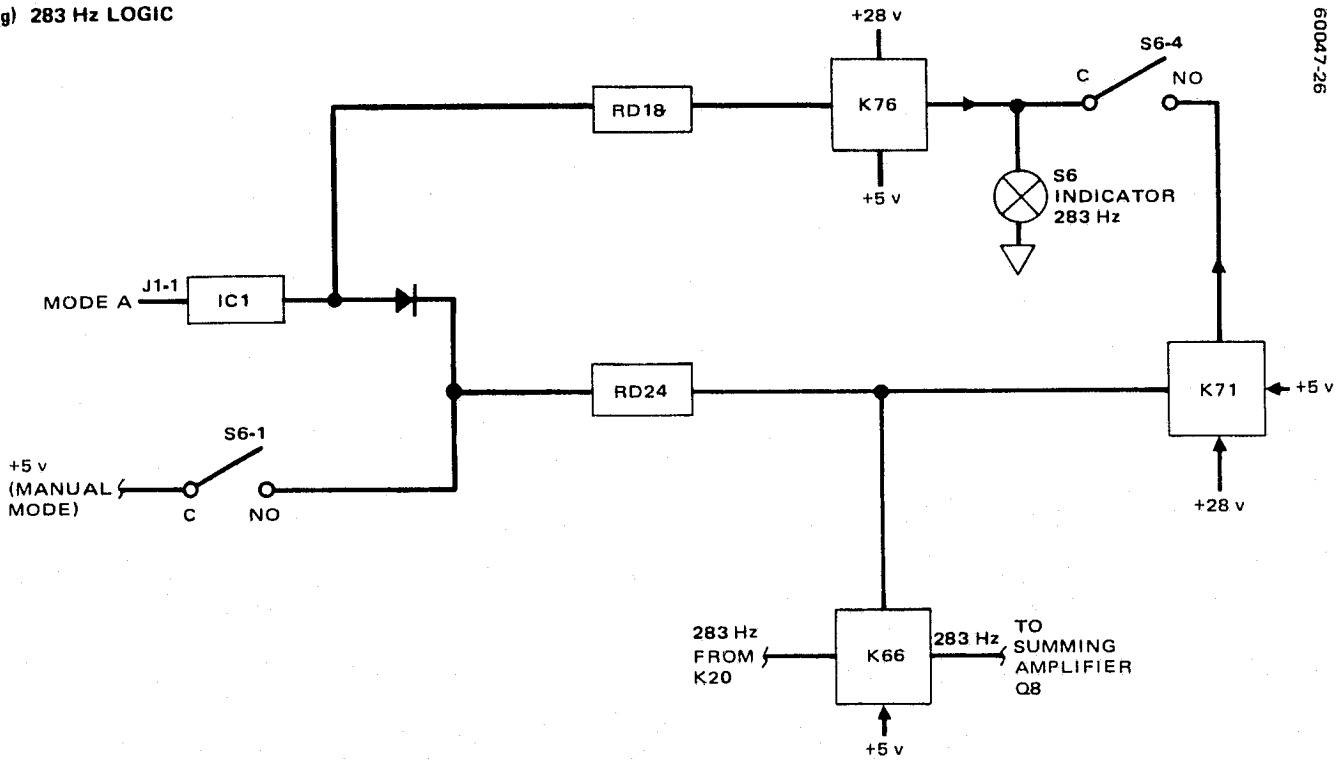 g) 283 Hz LOGIC
60047-26
+28 v
S6-4
C
NO
RD18
K76
+5 v
S6
INDICATOR
283 Hz
MODE A
J1-1
IC1
RD24
K71
+5 v
+28 v
S6-1
+5 v
(MANUAL
MODE)
C
NO
283 Hz
FROM
K20
K66
283 Hz
TO
SUMMING
AMPLIFIER
Q8
+5 v